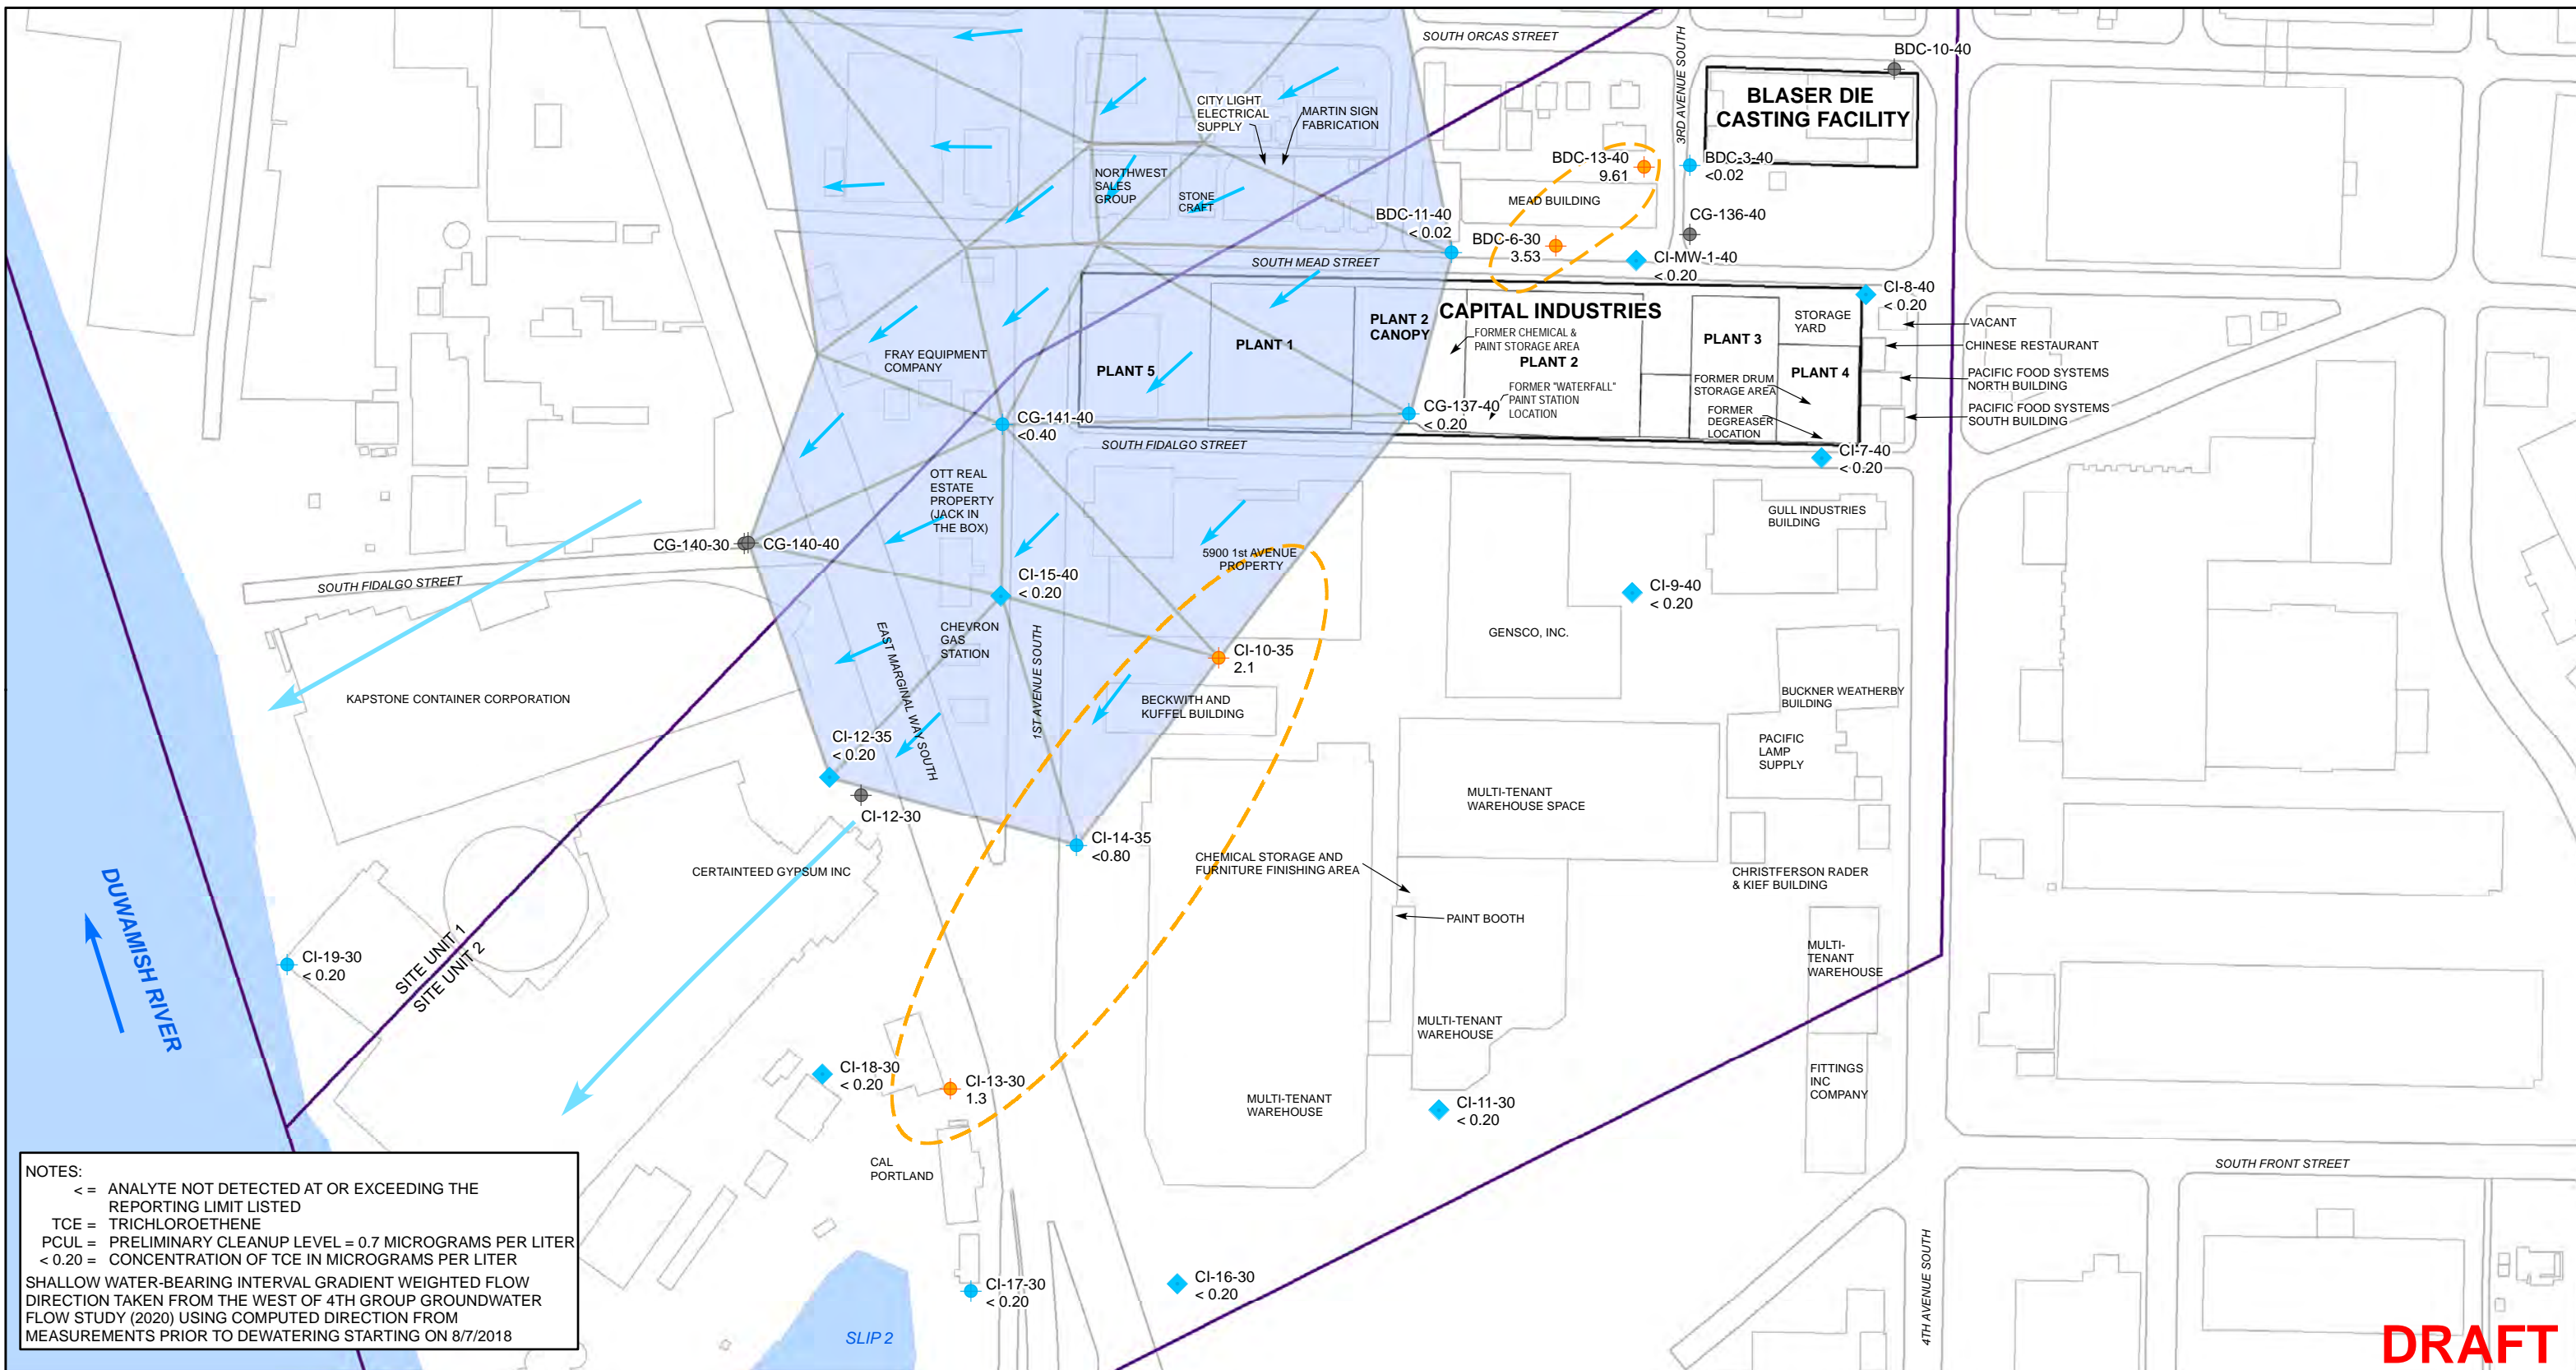 SOUTH ORCAS STREET
3RD AVENUE SOUTH
BDC-10-40
BLASER DIE
CASTING FACILITY
CITY LIGHT
ELECTRICAL
SUPPLY
MARTIN SIGN
FABRICATION
BDC-13-40
9.61
BDC-3-40
<0.02
NORTHWEST
SALES
GROUP
STONE
CRAFT
MEAD BUILDING
BDC-11-40
< 0.02
CG-136-40
BDC-6-30
3.53
SOUTH MEAD STREET
CI-MW-1-40
< 0.20
CI-8-40
< 0.20
CAPITAL INDUSTRIES
PLANT 2
CANOPY
FORMER CHEMICAL &
PAINT STORAGE AREA
PLANT 1
PLANT 2
PLANT 3
STORAGE
YARD
VACANT
CHINESE RESTAURANT
FRAY EQUIPMENT
COMPANY
PLANT 5
FORMER "WATERFALL"
PAINT STATION
LOCATION
FORMER DRUM
STORAGE AREA
PLANT 4
PACIFIC FOOD SYSTEMS
NORTH BUILDING
FORMER
DEGREASER
LOCATION
PACIFIC FOOD SYSTEMS
SOUTH BUILDING
CG-141-40
<0.40
CG-137-40
< 0.20
SOUTH FIDALGO STREET
CI-7-40
< 0.20
OTT REAL
ESTATE
PROPERTY
(JACK IN
THE BOX)
GULL INDUSTRIES
BUILDING
CG-140-30
CG-140-40
5900 1st AVENUE
PROPERTY
SOUTH FIDALGO STREET
CI-15-40
< 0.20
CI-9-40
< 0.20
EAST MARGINAL WAY SOUTH
CHEVRON
GAS
STATION
1ST AVENUE SOUTH
GENSCO, INC.
CI-10-35
2.1
KAPSTONE CONTAINER CORPORATION
BECKWITH AND
KUFFEL BUILDING
BUCKNER WEATHERBY
BUILDING
CI-12-35
< 0.20
PACIFIC
LAMP
SUPPLY
MULTI-TENANT
WAREHOUSE SPACE
CI-12-30
CI-14-35
<0.80
CERTAINTEED GYPSUM INC
CHEMICAL STORAGE AND
FURNITURE FINISHING AREA
CHRISTFERSON RADER
& KIEF BUILDING
PAINT BOOTH
DUWAMISH RIVER
SITE UNIT 1
SITE UNIT 2
CI-19-30
< 0.20
MULTI-
TENANT
WAREHOUSE
MULTI-TENANT
WAREHOUSE
CI-18-30
< 0.20
CI-13-30
1.3
MULTI-TENANT
WAREHOUSE
CI-11-30
< 0.20
FITTINGS
INC
COMPANY
CAL
PORTLAND
SOUTH FRONT STREET
4TH AVENUE SOUTH
CI-17-30
< 0.20
CI-16-30
< 0.20
SLIP 2
NOTES:
< = ANALYTE NOT DETECTED AT OR EXCEEDING THE
REPORTING LIMIT LISTED
TCE = TRICHLOROETHENE
PCUL = PRELIMINARY CLEANUP LEVEL = 0.7 MICROGRAMS PER LITER
< 0.20 = CONCENTRATION OF TCE IN MICROGRAMS PER LITER
SHALLOW WATER-BEARING INTERVAL GRADIENT WEIGHTED FLOW
DIRECTION TAKEN FROM THE WEST OF 4TH GROUP GROUNDWATER
FLOW STUDY (2020) USING COMPUTED DIRECTION FROM
MEASUREMENTS PRIOR TO DEWATERING STARTING ON 8/7/2018
DRAFT